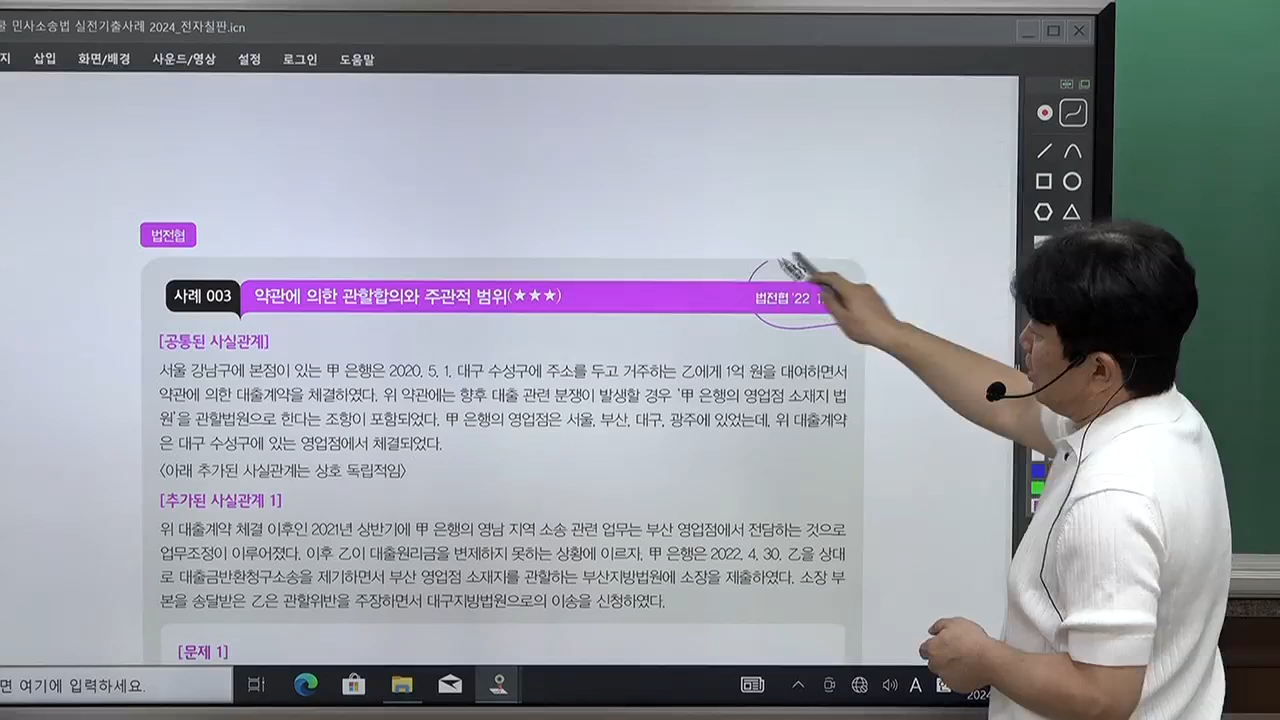 민사소송법 실전기출사례 2024_전자칠판.icn
삽입 화면/배경 사운드/영상 설정 로그인 도움말
법전협
사례 003 약관에 의한 관할합의와 주관적 범위(★★★) 법전협 '22
[공통된 사실관계]
서울 강남구에 본점이 있는 甲 은행은 2020. 5. 1. 대구 수성구에 주소를 두고 거주하는 乙에게 1억 원을 대여하면서
약관에 의한 대출계약을 체결하였다. 위 약관에는 향후 대출 관련 분쟁이 발생할 경우 '甲 은행의 영업점 소재지 법
원'을 관할법원으로 한다는 조항이 포함되었다. 甲 은행의 영업점은 서울, 부산, 대구, 광주에 있었는데, 위 대출계약
은 대구 수성구에 있는 영업점에서 체결되었다.
〈아래 추가된 사실관계는 상호 독립적임〉
[추가된 사실관계 1]
위 대출계약 체결 이후인 2021년 상반기에 甲 은행의 영남 지역 소송 관련 업무는 부산 영업점에서 전담하는 것으로
업무조정이 이루어졌다. 이후 乙이 대출원리금을 변제하지 못하는 상황에 이르자, 甲 은행은 2022. 4. 30. 乙을 상대
로 대출금반환청구소송을 제기하면서 부산 영업점 소재지를 관할하는 부산지방법원에 소장을 제출하였다. 소장 부
본을 송달받은 乙은 관할위반을 주장하면서 대구지방법원으로의 이송을 신청하였다.
[문제 1]
면 여기에 입력하세요.
A
2024